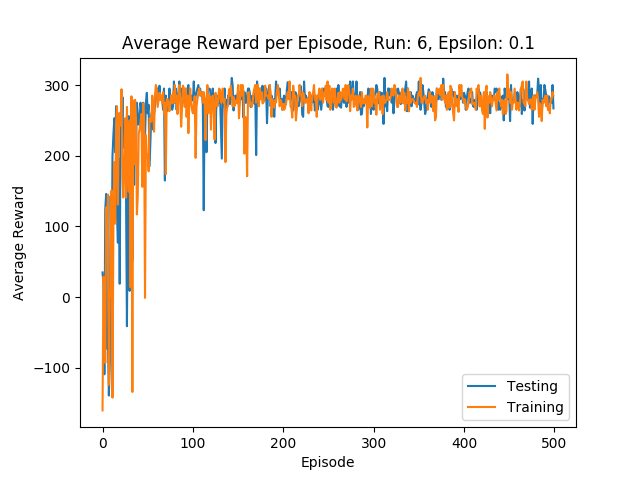 Average Reward per Episode, Run: 6, Epsilon: 0.1
Average Reward
300
200
100
0
−100
0 100 200 300 400 500
Episode
Testing
Training